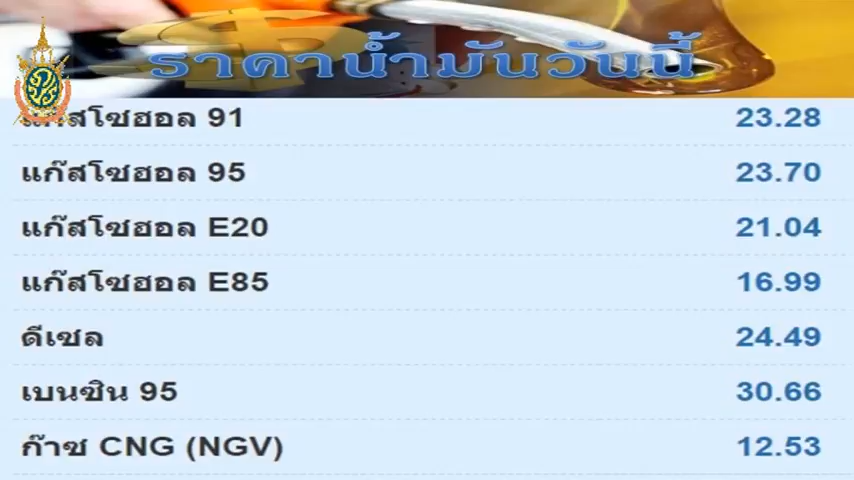 ราคาน้ำมันวันนี้
แก๊สโซฮอล 91 23.28
แก๊สโซฮอล 95 23.70
แก๊สโซฮอล E20 21.04
แก๊สโซฮอล E85 16.99
ดีเซล 24.49
เบนซิน 95 30.66
ก๊าซ CNG (NGV) 12.53